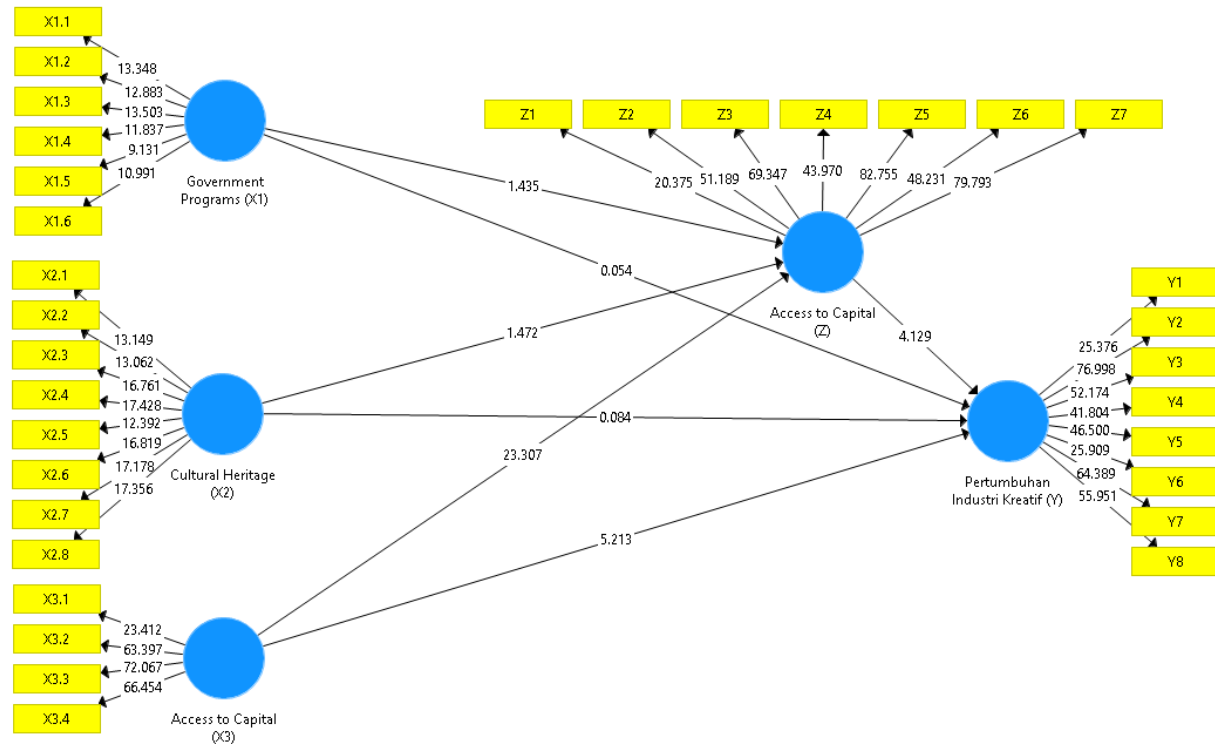 X1.1
X1.2
X1.3
X1.4
X1.5
X1.6
13.348
12.883
13.503
11.837
9.131
10.991
Government
Programs (X1)
X2.1
X2.2
X2.3
X2.4
X2.5
X2.6
X2.7
X2.8
13.149
13.062
16.761
17.428
12.392
16.819
17.178
17.356
Cultural Heritage
(X2)
X3.1
X3.2
X3.3
X3.4
23.412
63.397
72.067
66.454
Access to Capital
(X3)
1.435
0.054
1.472
0.084
23.307
5.213
Z1
Z2
Z3
Z4
Z5
Z6
Z7
20.375
51.189
69.347
43.970
82.755
48.231
79.793
Access to Capital
(Z)
4.129
Y1
Y2
Y3
Y4
Y5
Y6
Y7
Y8
25.376
76.998
52.174
41.804
46.500
25.909
64.389
55.951
Pertumbuhan
Industri Kreatif (Y)